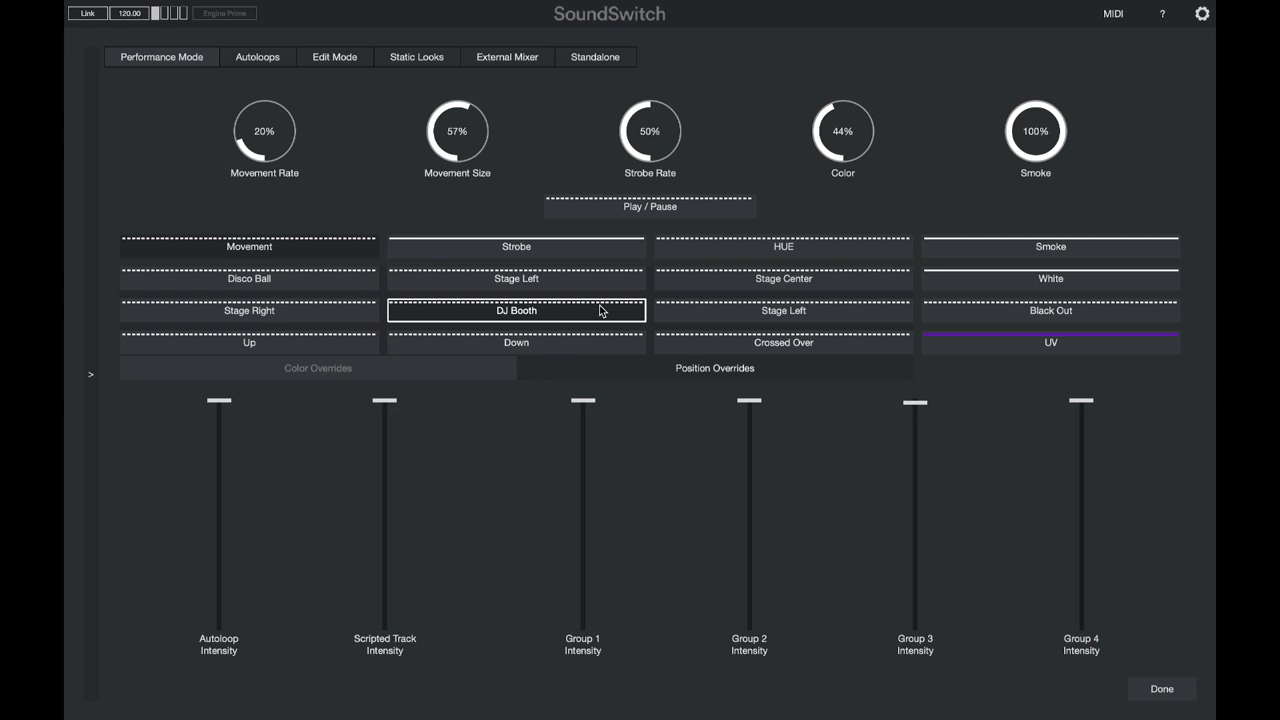 Link 120.00 Engine Prime SoundSwitch MIDI ?
Performance Mode Autoloops Edit Mode Static Looks External Mixer Standalone
20% 57% 50% 44% 100%
Movement Rate Movement Size Strobe Rate Color Smoke
Play / Pause
Movement Strobe HUE Smoke
Disco Ball Stage Left Stage Center White
Stage Right DJ Booth Stage Left Black Out
Up Down Crossed Over UV
Color Overrides Position Overrides
>
Autoloop Intensity
Scripted Track Intensity
Group 1 Intensity
Group 2 Intensity
Group 3 Intensity
Group 4 Intensity
Done